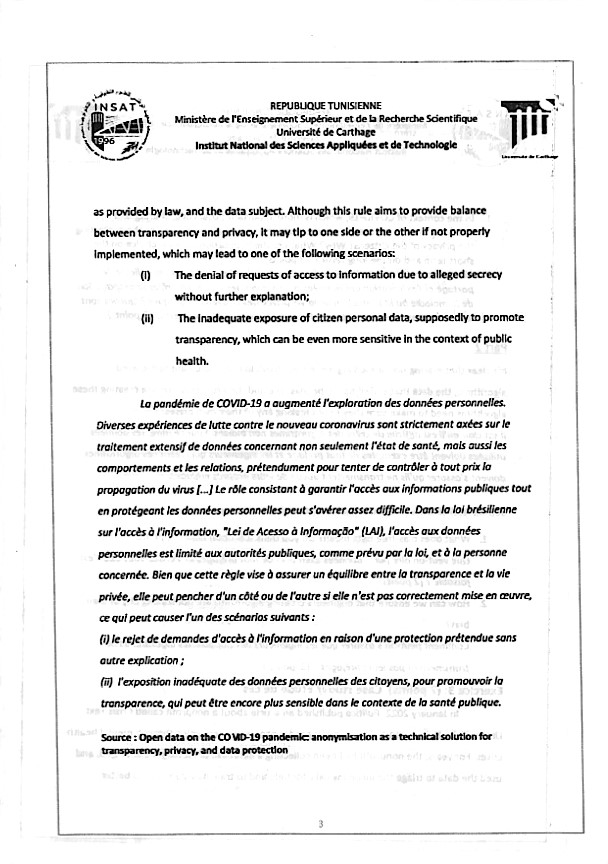 INSAT
1996
REPUBLIQUE TUNISIENNE
Ministère de l'Enseignement Supérieur et de la Recherche Scientifique
Université de Carthage
Institut National des Sciences Appliquées et de Technologie
Université de Carthage
as provided by law, and the data subject. Although this rule aims to provide balance
between transparency and privacy, it may tip to one side or the other if not properly
implemented, which may lead to one of the following scenarios:
(i) The denial of requests of access to information due to alleged secrecy
without further explanation;
(ii) The inadequate exposure of citizen personal data, supposedly to promote
transparency, which can be even more sensitive in the context of public
health.
La pandémie de COVID-19 a augmenté l'exploration des données personnelles.
Diverses expériences de lutte contre le nouveau coronavirus sont strictement axées sur le
traitement extensif de données concernant non seulement l'état de santé, mais aussi les
comportements et les relations, prétendument pour tenter de contrôler à tout prix la
propagation du virus [...] Le rôle consistant à garantir l'accès aux informations publiques tout
en protégeant les données personnelles peut s'avérer assez difficile. Dans la loi brésilienne
sur l'accès à l'information, "Lei de Acesso à Informação" (LAI), l'accès aux données
personnelles est limité aux autorités publiques, comme prévu par la loi, et à la personne
concernée. Bien que cette règle vise à assurer un équilibre entre la transparence et la vie
privée, elle peut pencher d'un côté ou de l'autre si elle n'est pas correctement mise en œuvre,
ce qui peut causer l'un des scénarios suivants :
(i) le rejet de demandes d'accès à l'information en raison d'une protection prétendue sans
autre explication ;
(ii) l'exposition inadéquate des données personnelles des citoyens, pour promouvoir la
transparence, qui peut être encore plus sensible dans le contexte de la santé publique.
Source : Open data on the COVID-19 pandemic: anonymisation as a technical solution for
transparency, privacy, and data protection
3